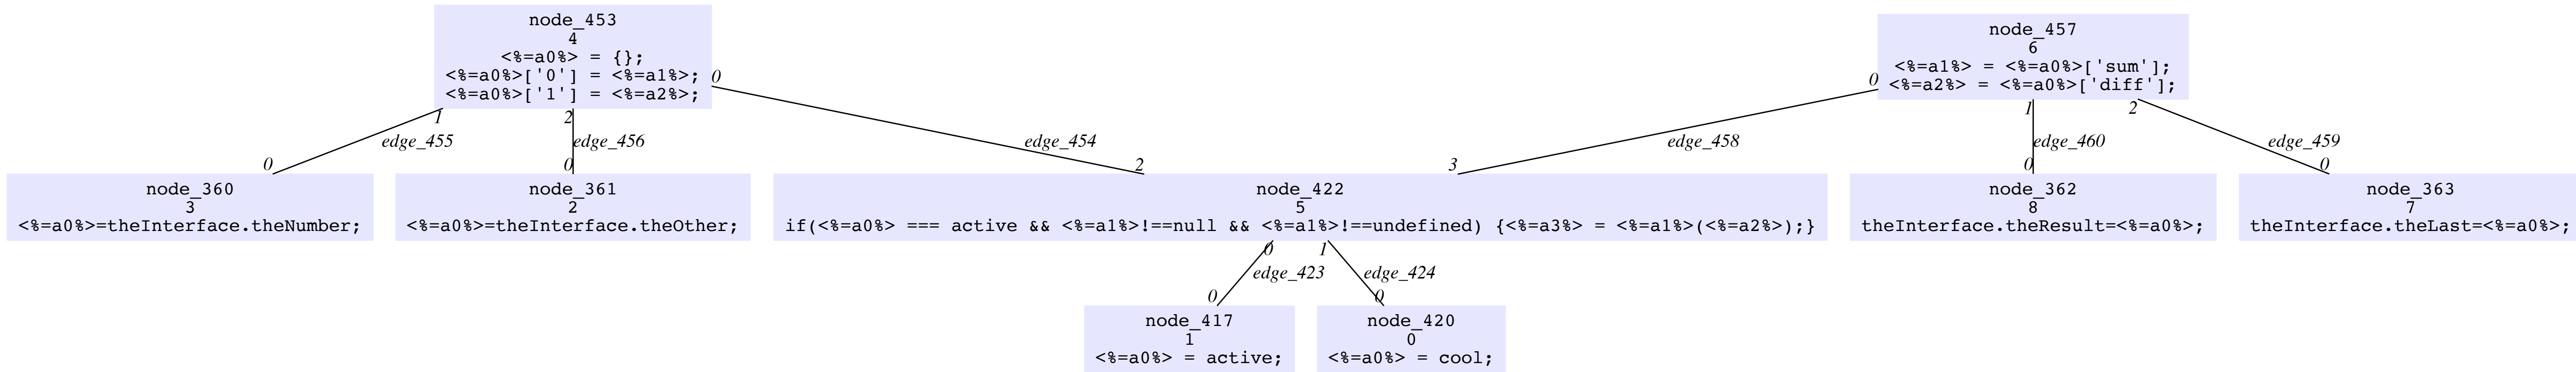 node_453
4
<%=a0%> = {};
<%=a0%>['0'] = <%=a1%>;
<%=a0%>['1'] = <%=a2%>;
node_457
6
<%=a1%> = <%=a0%>['sum'];
<%=a2%> = <%=a0%>['diff'];
0
0
1
2
1
2
edge_455
edge_456
edge_454
edge_458
edge_460
edge_459
0
0
2
3
0
0
node_360
3
<%=a0%>=theInterface.theNumber;
node_361
2
<%=a0%>=theInterface.theOther;
node_422
5
if(<%=a0%> === active && <%=a1%>!==null && <%=a1%>!==undefined) {<%=a3%> = <%=a1%>(<%=a2%>);}
node_362
8
theInterface.theResult=<%=a0%>;
node_363
7
theInterface.theLast=<%=a0%>;
0
1
edge_423
edge_424
0
0
node_417
1
<%=a0%> = active;
node_420
0
<%=a0%> = cool;